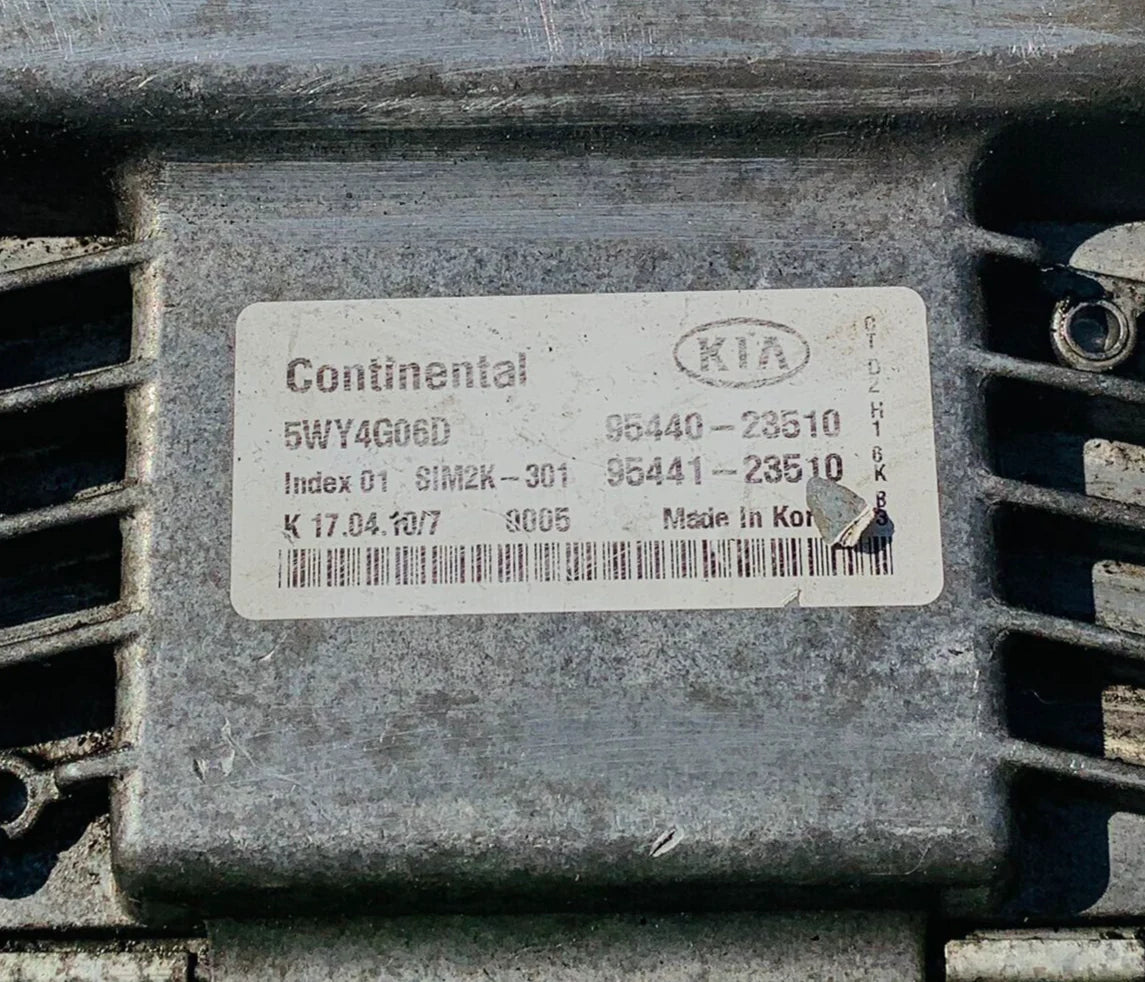 Continental
KIA
5WY4G06D 95440-23510
Index 01 SIM2K-301 95441-23510
K 17.04.10/7 0005 Made In Kor